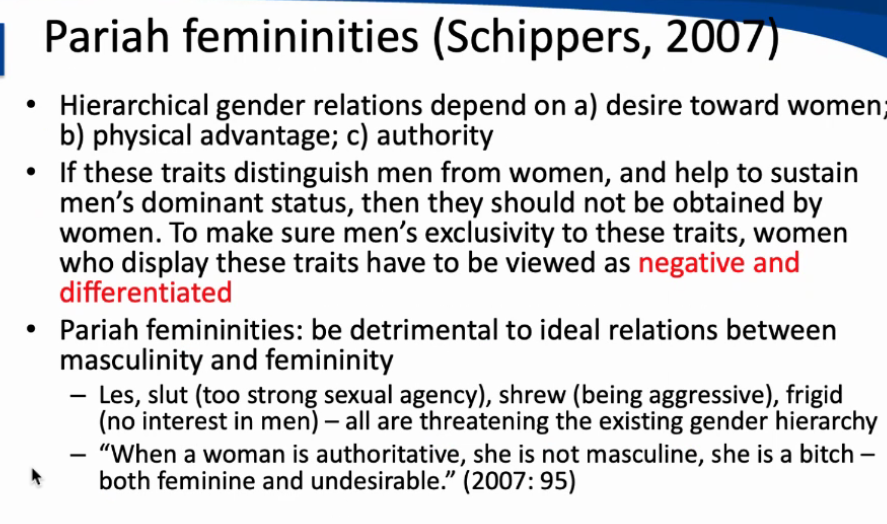 Pariah femininities (Schippers, 2007)
• Hierarchical gender relations depend on a) desire toward women;
b) physical advantage; c) authority
• If these traits distinguish men from women, and help to sustain
men’s dominant status, then they should not be obtained by
women. To make sure men’s exclusivity to these traits, women
who display these traits have to be viewed as negative and
differentiated
• Pariah femininities: be detrimental to ideal relations between
masculinity and femininity
– Les, slut (too strong sexual agency), shrew (being aggressive), frigid
(no interest in men) – all are threatening the existing gender hierarchy
– “When a woman is authoritative, she is not masculine, she is a bitch –
both feminine and undesirable.” (2007: 95)